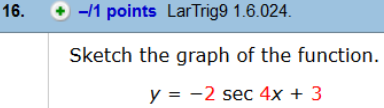 16. + –/1 points LarTrig9 1.6.024.
Sketch the graph of the function.
y = −2 sec 4x + 3